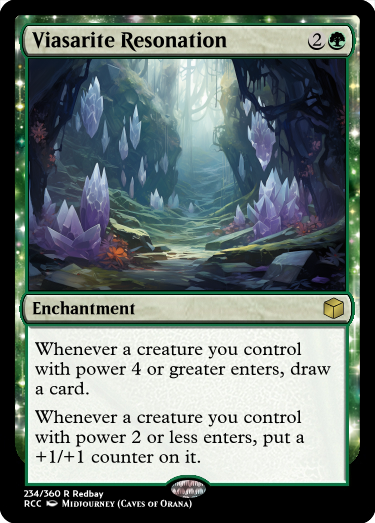 Viasarite Resonation 2
Enchantment
Whenever a creature you control
with power 4 or greater enters, draw
a card.
Whenever a creature you control
with power 2 or less enters, put a
+1/+1 counter on it.
234/360 R Redbay
RCC Midjourney (Caves of Orana)